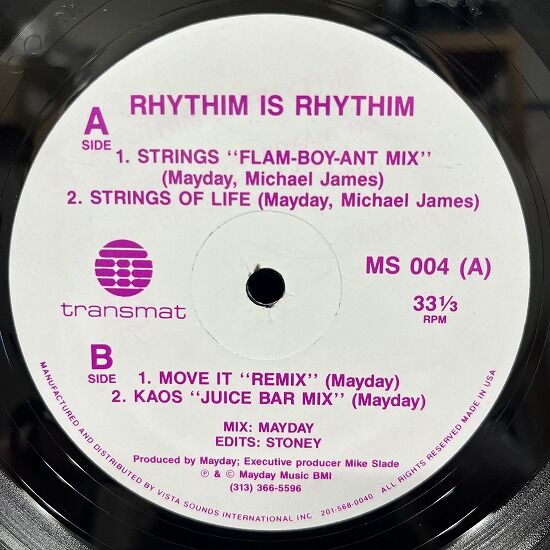 RHYTHIM IS RHYTHIM
A
SIDE
1. STRINGS "FLAM-BOY-ANT MIX"
(Mayday, Michael James)
2. STRINGS OF LIFE (Mayday, Michael James)
transmat
MS 004 (A)
33⅓
RPM
B
SIDE
1. MOVE IT "REMIX" (Mayday)
2. KAOS "JUICE BAR MIX" (Mayday)
MIX: MAYDAY
EDITS: STONEY
Produced by Mayday; Executive producer Mike Slade
℗ & © Mayday Music BMI
(313) 366-5596
MANUFACTURED AND DISTRIBUTED BY VISTA SOUNDS INTERNATIONAL INC 201-568-0040 ALL RIGHTS RESERVED MADE IN USA